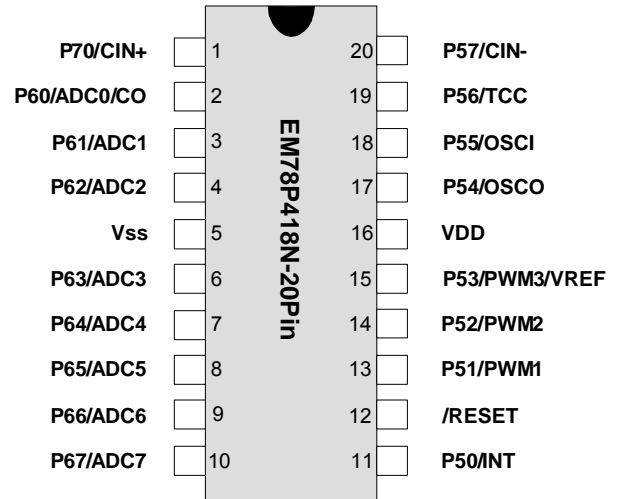 P70/CIN+ 1 20 P57/CIN-
P60/ADC0/CO 2 19 P56/TCC
P61/ADC1 3 18 P55/OSCI
P62/ADC2 4 17 P54/OSCO
Vss 5 16 VDD
P63/ADC3 6 15 P53/PWM3/VREF
P64/ADC4 7 14 P52/PWM2
P65/ADC5 8 13 P51/PWM1
P66/ADC6 9 12 /RESET
P67/ADC7 10 11 P50/INT
EM78P418N-20Pin